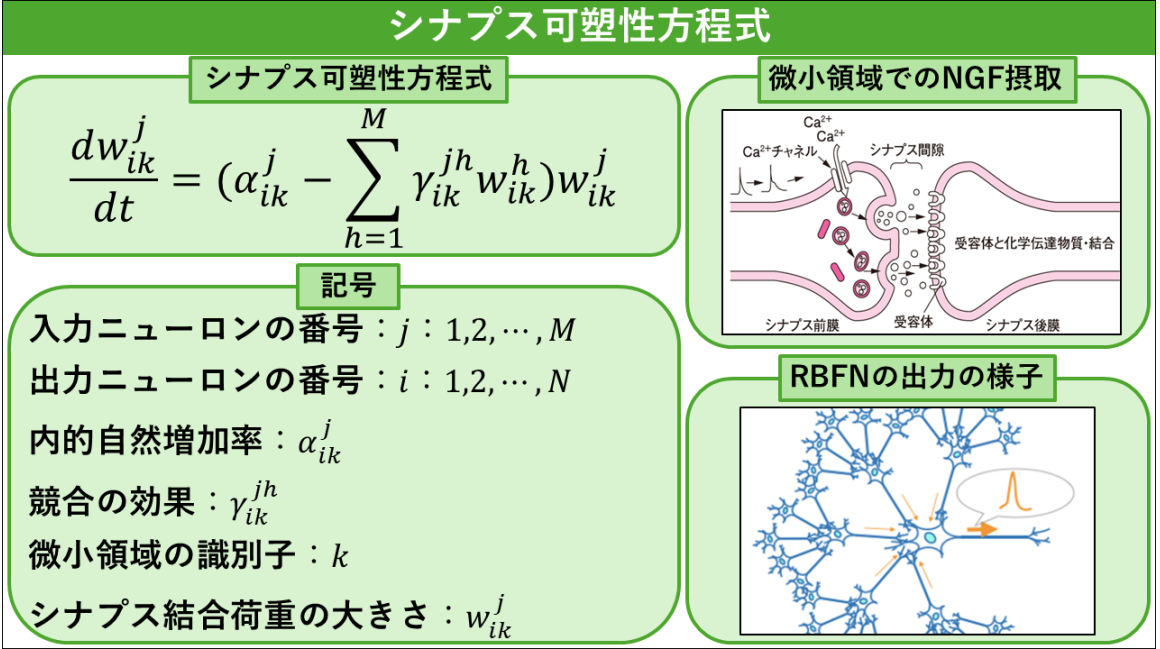 シナプス可塑性方程式
シナプス可塑性方程式
\frac{dw_{ik}^{j}}{dt} = (\alpha_{ik}^{j} - \sum_{h=1}^{M} \gamma_{ik}^{jh} w_{ik}^{h}) w_{ik}^{j}
記号
入力ニューロンの番号：j：1,2,⋯,M
出力ニューロンの番号：i：1,2,⋯,N
内的自然増加率：\alpha_{ik}^{j}
競合の効果：\gamma_{ik}^{jh}
微小領域の識別子：k
シナプス結合荷重の大きさ：w_{ik}^{j}
微小領域でのNGF摂取
Ca²⁺
Ca²⁺
Ca²⁺チャネル
シナプス間隙
受容体と化学伝達物質・結合
シナプス前膜
受容体
シナプス後膜
RBFNの出力の様子